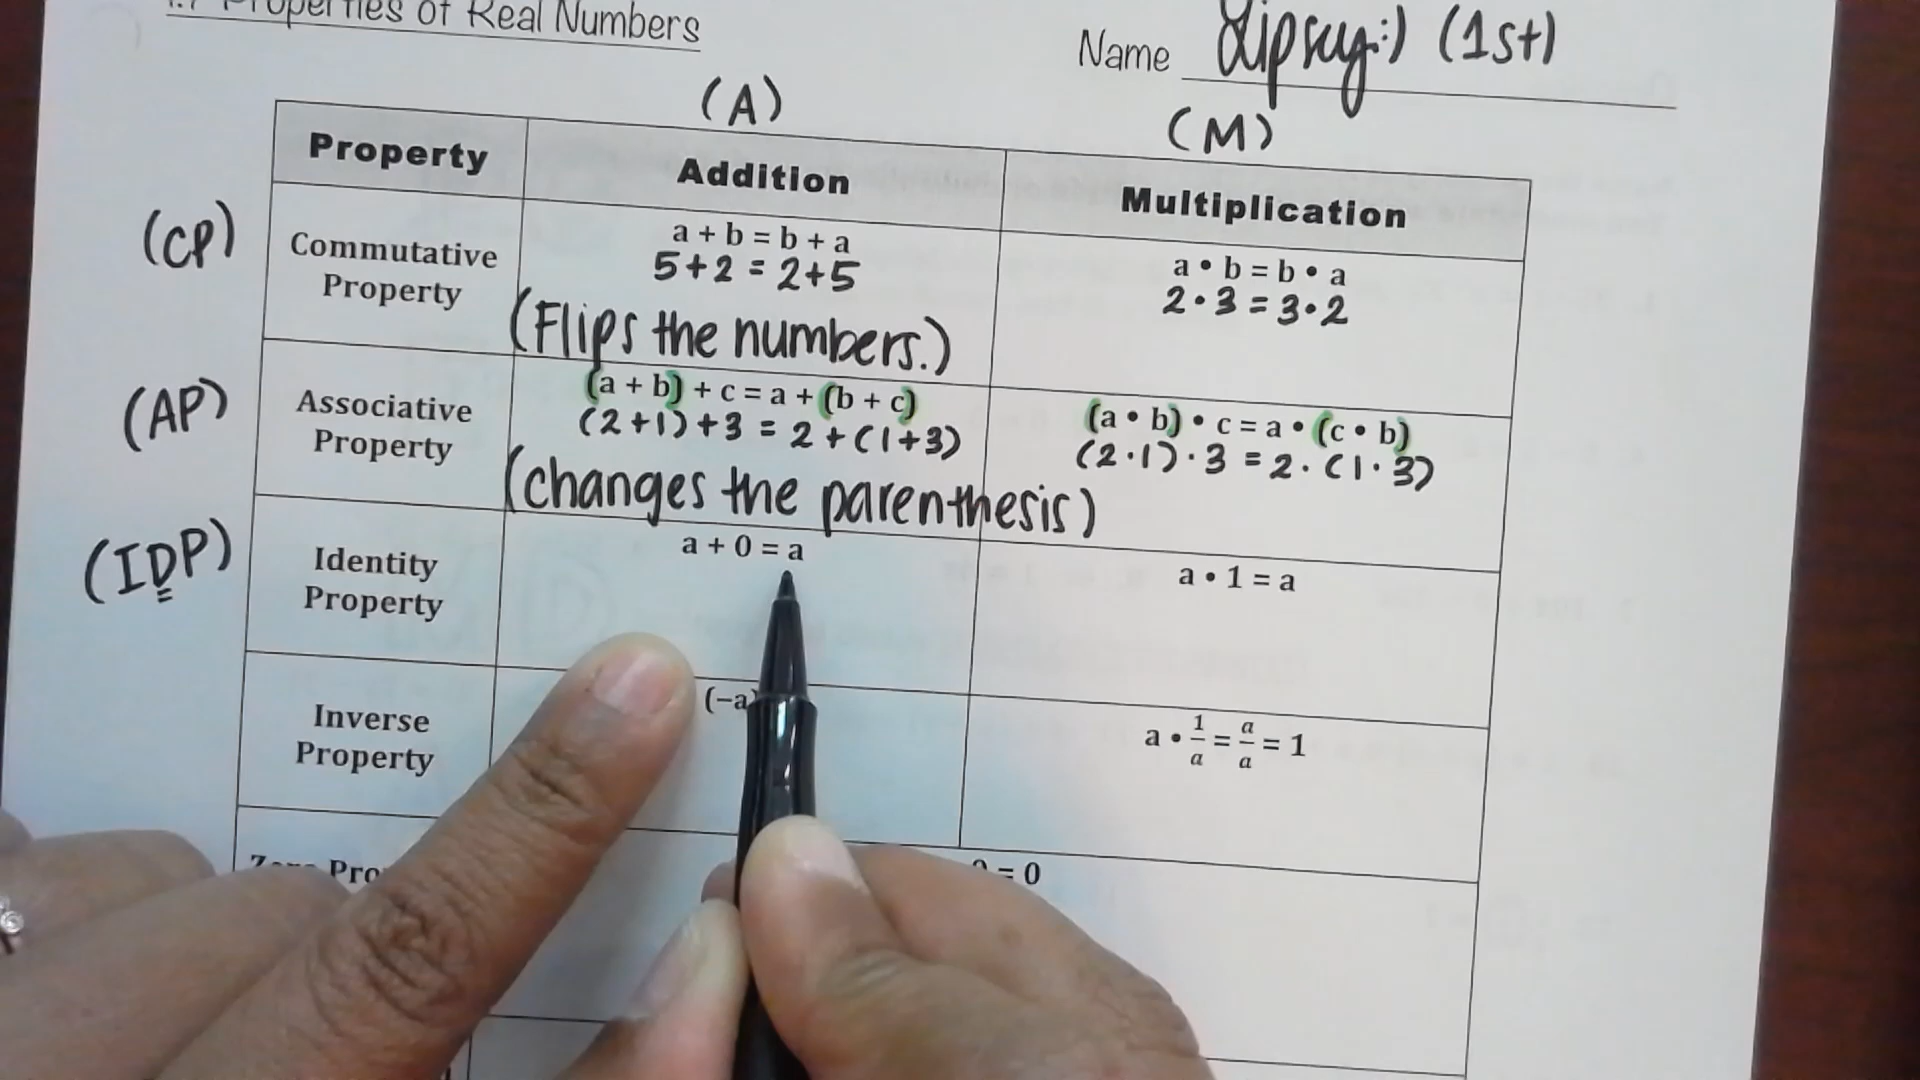 Properties of Real Numbers
Name Lipsey:) (1st)
(A)
(M)
Property
Addition
Multiplication
(CP)
Commutative
Property
a + b = b + a
5+2 = 2+5
(Flips the numbers.)
a • b = b • a
2·3 = 3·2
(AP)
Associative
Property
(a + b) + c = a + (b + c)
(2+1)+3 = 2+(1+3)
(changes the parenthesis)
(a • b) • c = a • (c • b)
(2·1)·3 = 2·(1·3)
(IDP)
Identity
Property
a + 0 = a
a • 1 = a
Inverse
Property
(−a)
a • 1/a = a/a = 1
= 0